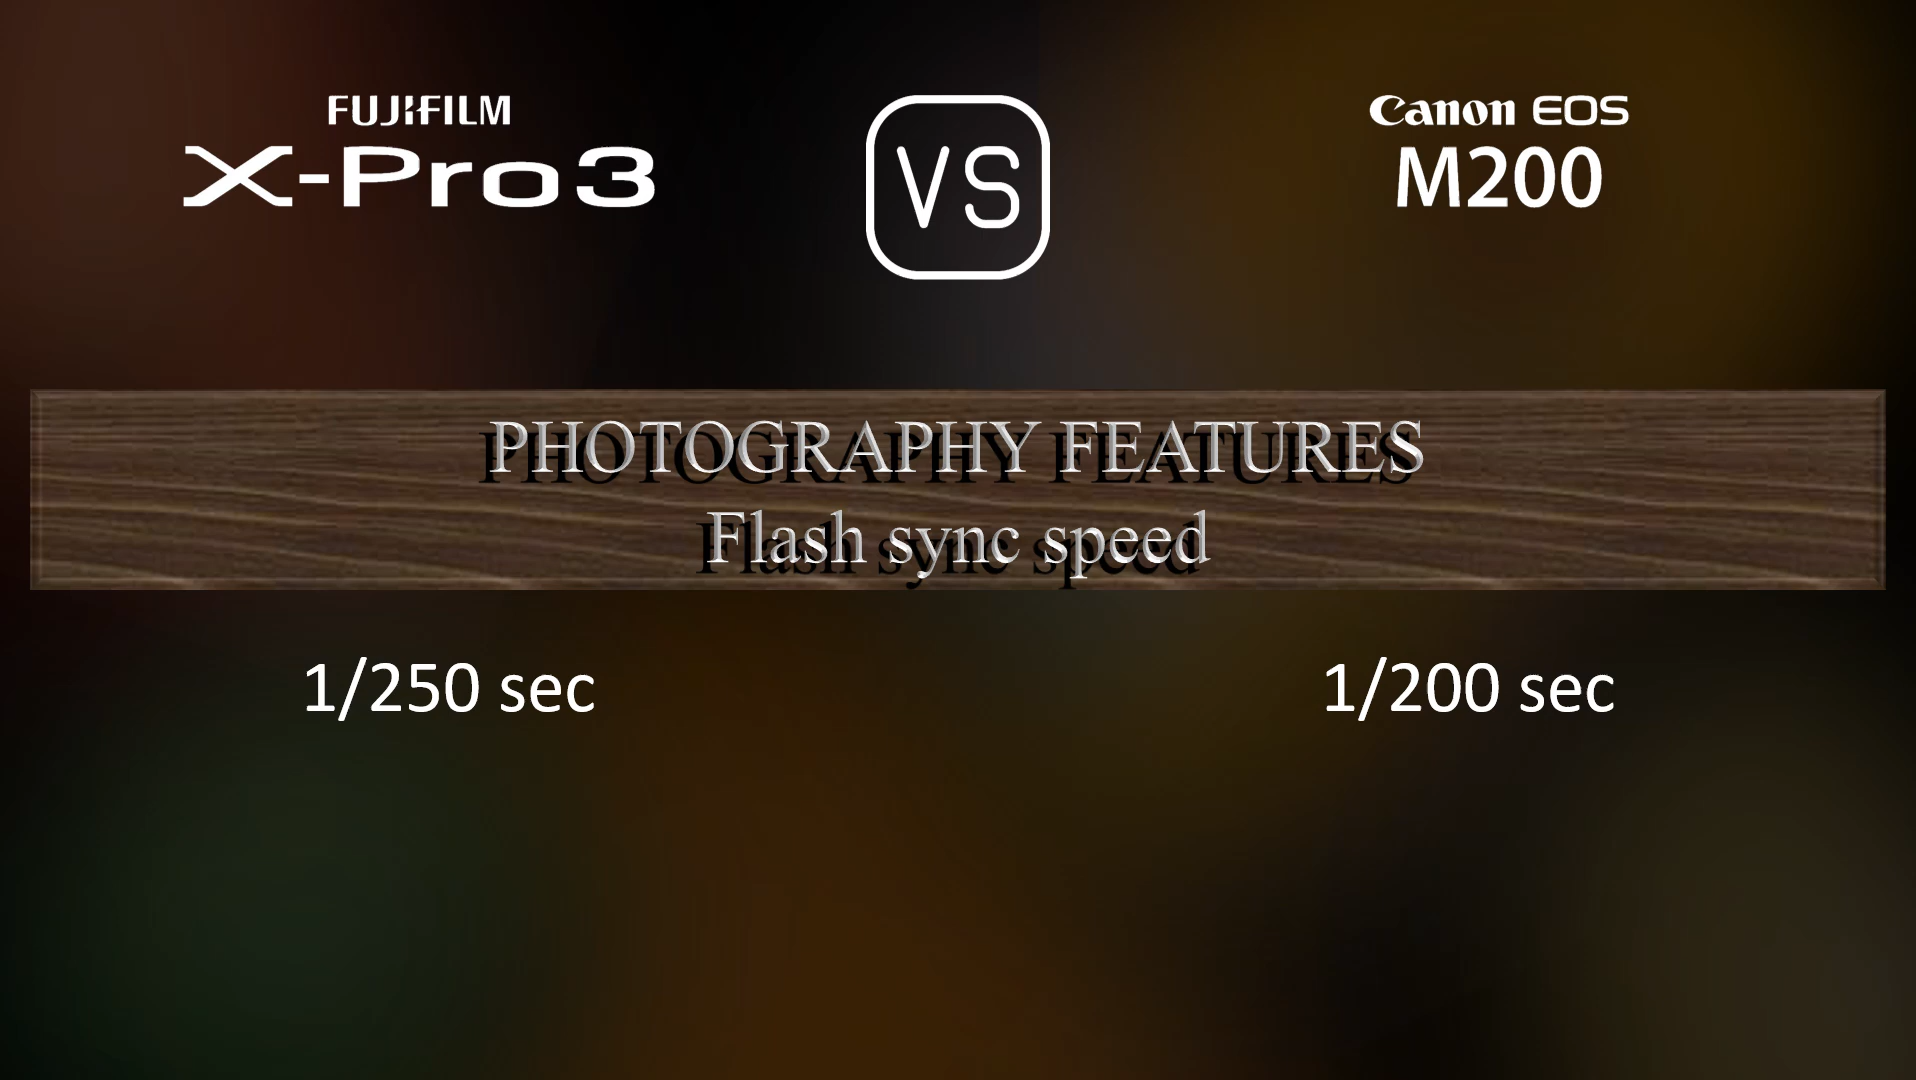 FUJIFILM
X-Pro3
VS
Canon EOS
M200
PHOTOGRAPHY FEATURES
Flash sync speed
1/250 sec
1/200 sec